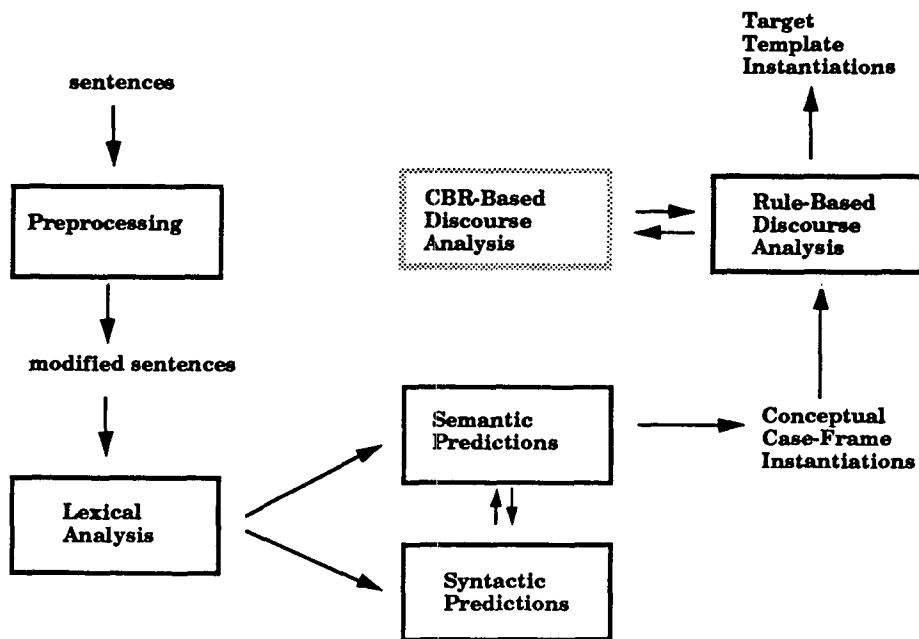 sentences
Preprocessing
modified sentences
Lexical
Analysis
Semantic
Predictions
Syntactic
Predictions
Conceptual
Case-Frame
Instantiations
CBR-Based
Discourse
Analysis
Rule-Based
Discourse
Analysis
Target
Template
Instantiations